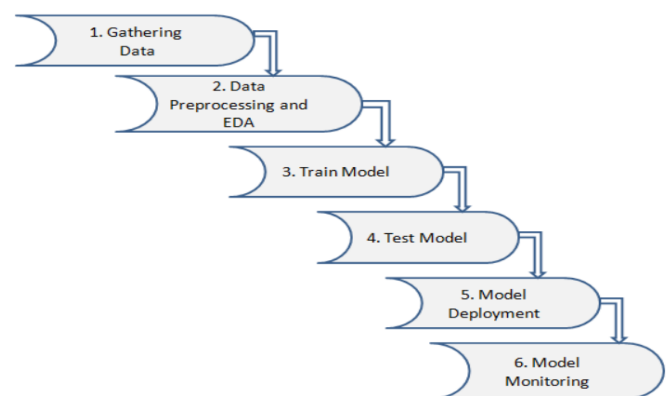 1. Gathering
Data
2. Data
Preprocessing and
EDA
3. Train Model
4. Test Model
5. Model
Deployment
6. Model
Monitoring